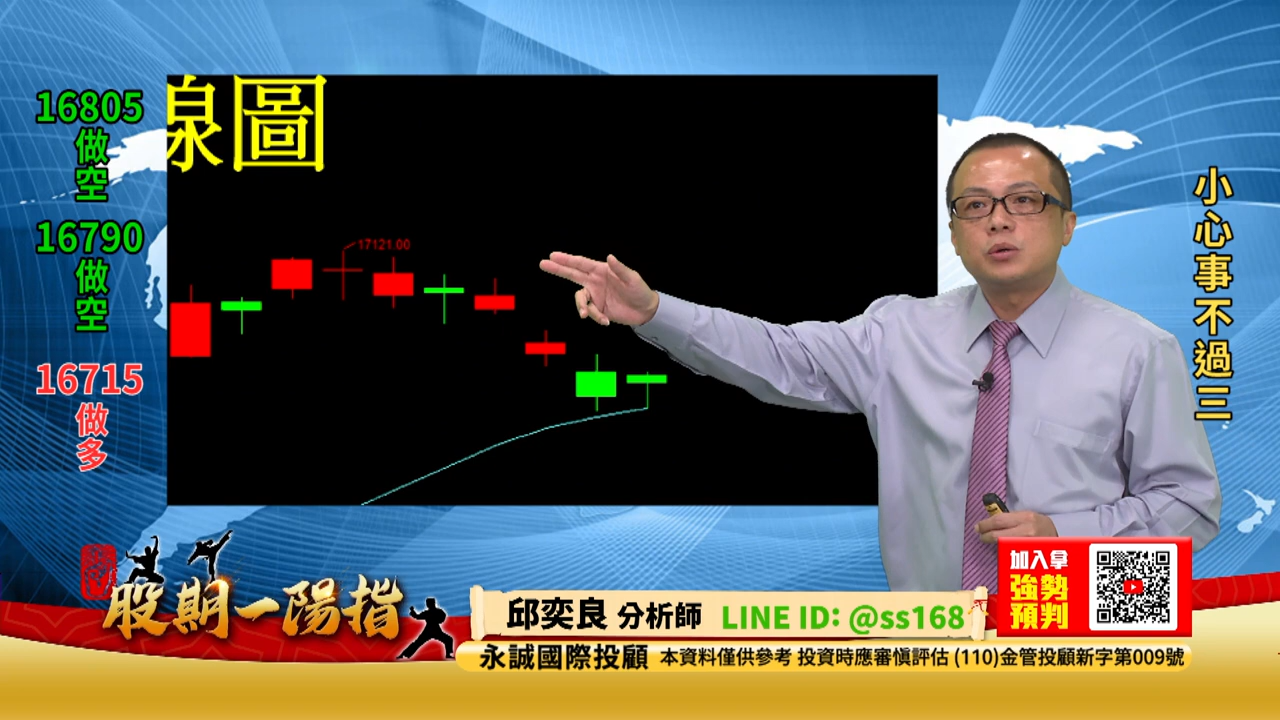 線圖
16805
做空
16790
做空
16715
做多
17121.00
小心事不過三
股期一陽指
邱奕良 分析師 LINE ID: @ss168
加入拿
強勢
預判
永誠國際投顧 本資料僅供參考 投資時應審慎評估 (110)金管投顧新字第009號